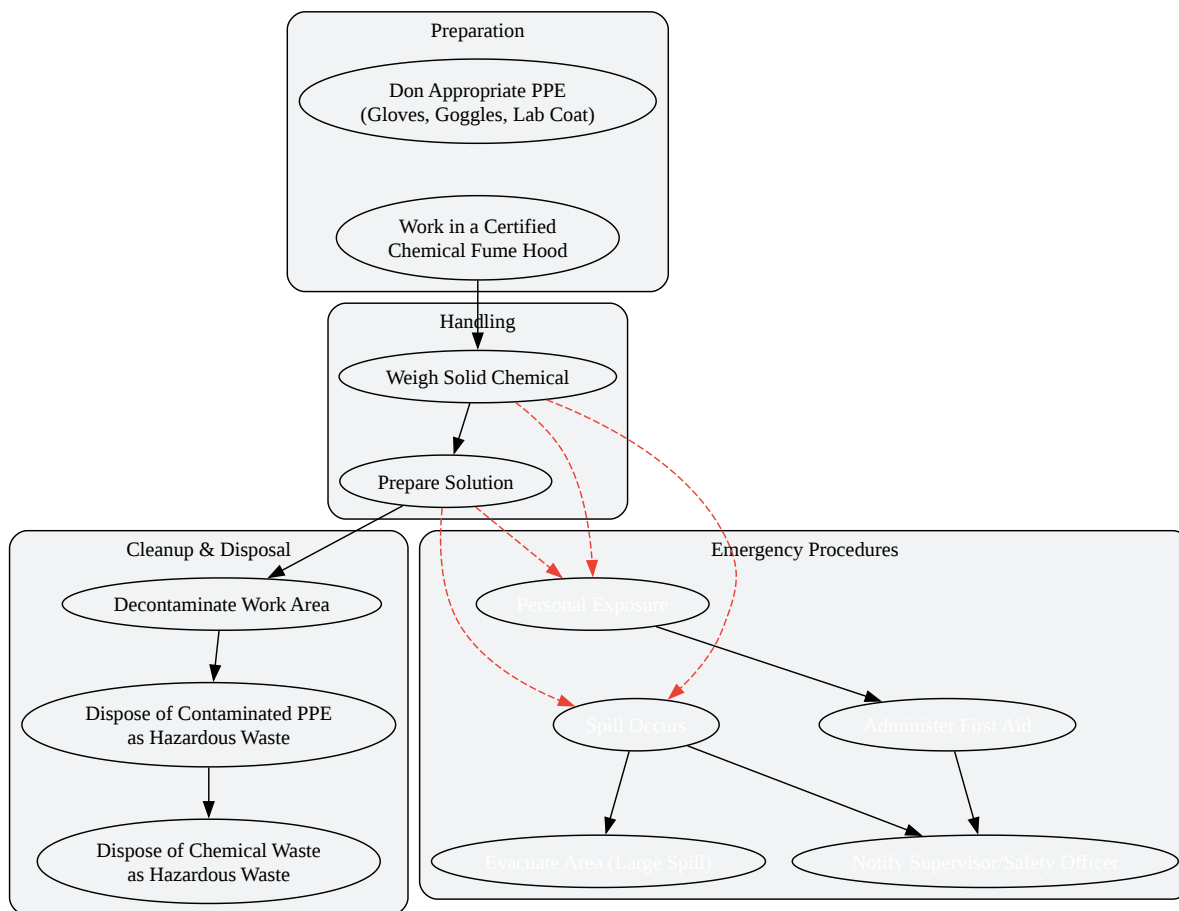 Preparation
Don Appropriate PPE
(Gloves, Goggles, Lab Coat)
Work in a Certified
Chemical Fume Hood
Handling
Weigh Solid Chemical
Prepare Solution
Cleanup & Disposal
Decontaminate Work Area
Dispose of Contaminated PPE
as Hazardous Waste
Dispose of Chemical Waste
as Hazardous Waste
Emergency Procedures
Personal Exposure
Spill Occurs
Administer First Aid
Evacuate Area (Large Spill)
Notify Supervisor/Safety Officer